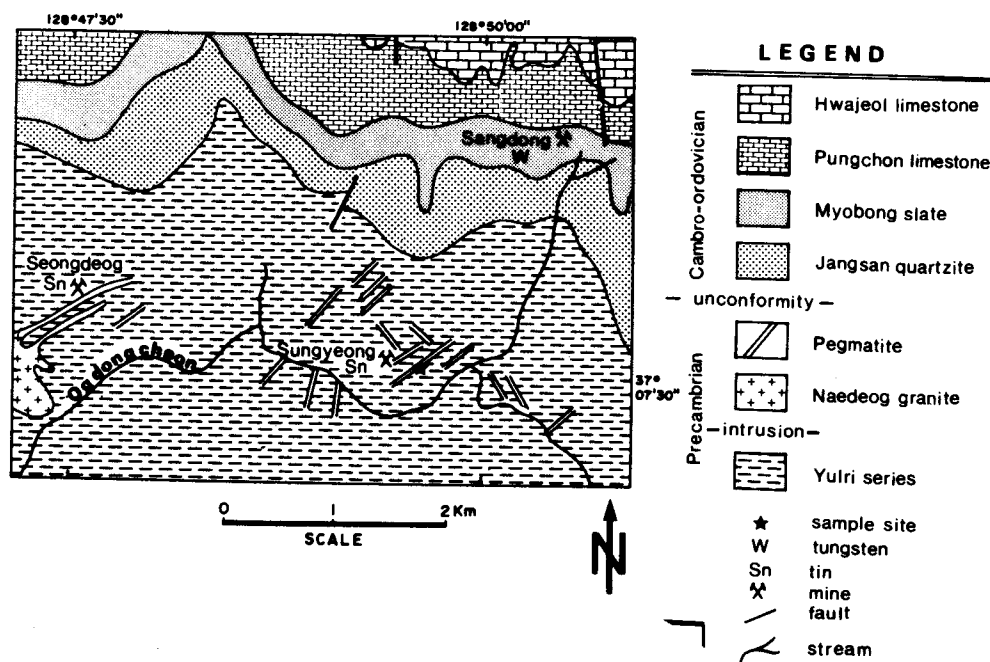 128°47'30"
128°50'00"
Sangdong
W
Seongdeog
Sn
Ogdongcheon
Sungyeong
Sn
37°
07'30"
0 1 2 Km
SCALE
N
LEGEND
Cambro-ordovician
Hwajeol limestone
Pungchon limestone
Myobong slate
Jangsan quartzite
— unconformity —
Precambrian
Pegmatite
Naedeog granite
— intrusion —
Yulri series
sample site
W tungsten
Sn tin
mine
fault
stream